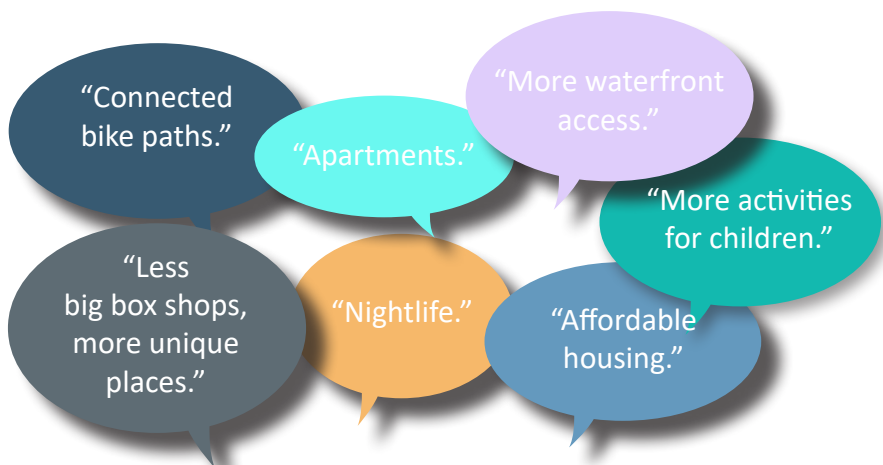 “Connected
bike paths.”
“Apartments.”
“More waterfront
access.”
“More activities
for children.”
“Less
big box shops,
more unique
places.”
“Nightlife.”
“Affordable
housing.”